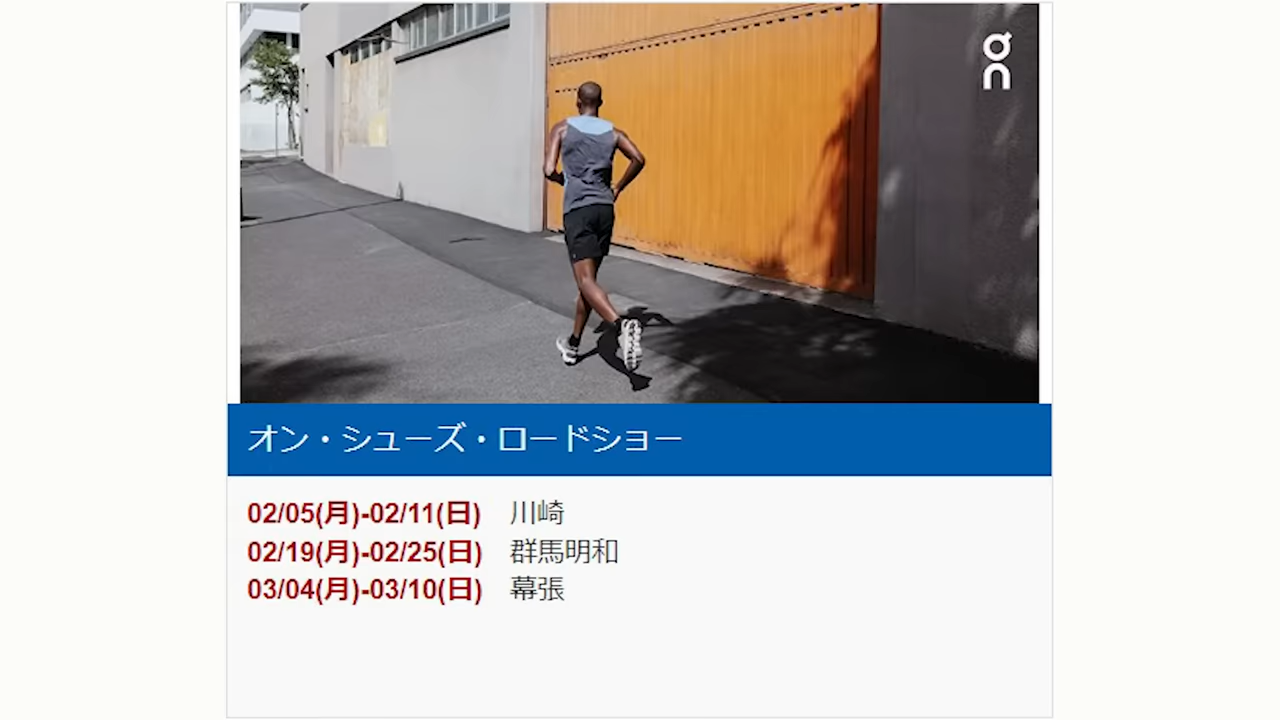 On
オン・シューズ・ロードショー
02/05(月)-02/11(日) 川崎
02/19(月)-02/25(日) 群馬明和
03/04(月)-03/10(日) 幕張